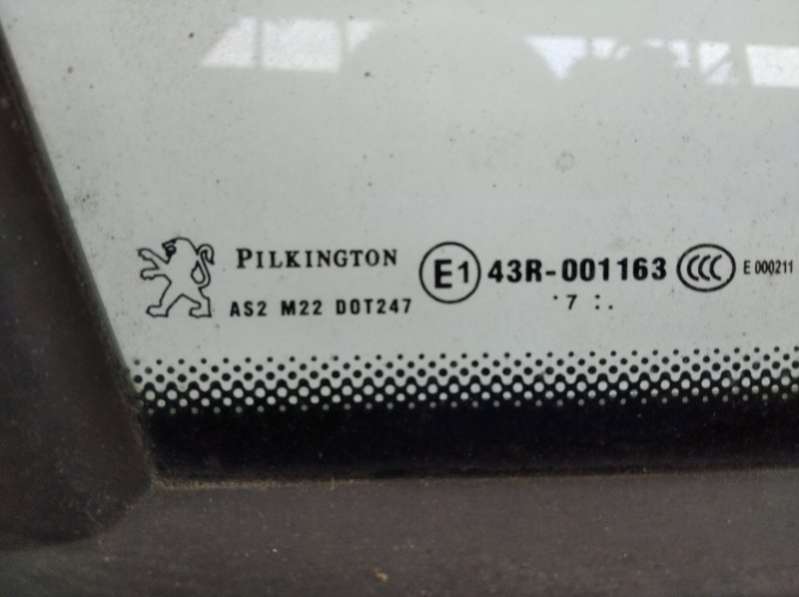 PILKINGTON
AS2 M22 DOT247
E1 43R-001163 CCC E 000211
·7 :.